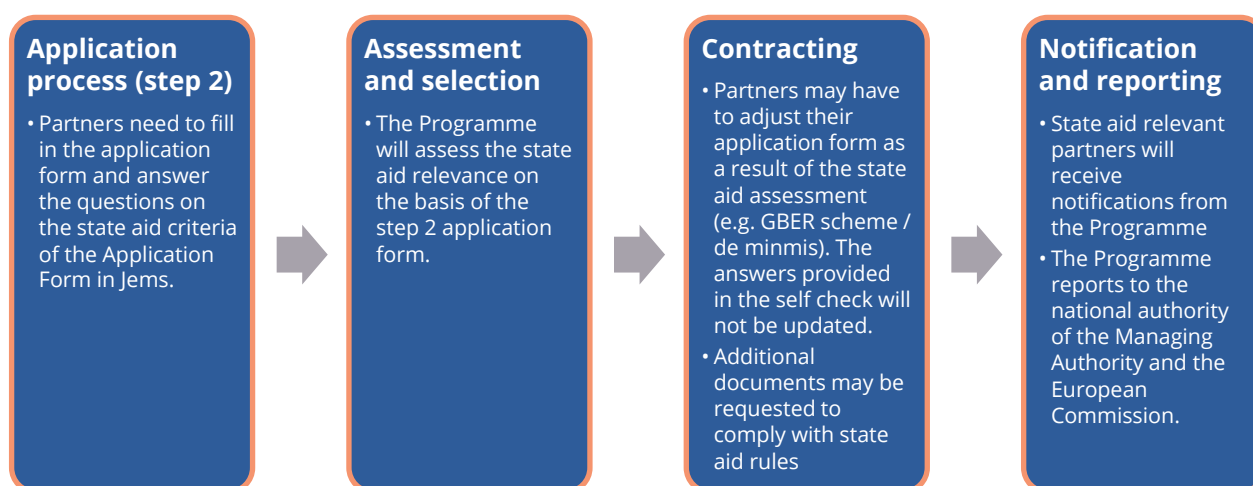 Application
process (step 2)
• Partners need to fill
in the application
form and answer
the questions on
the state aid criteria
of the Application
Form in Jems.
Assessment
and selection
• The Programme
will assess the state
aid relevance on
the basis of the
step 2 application
form.
Contracting
• Partners may have
to adjust their
application form as
a result of the state
aid assessment
(e.g. GBER scheme /
de minmis). The
answers provided
in the self check will
not be updated.
• Additional
documents may be
requested to
comply with state
aid rules
Notification
and reporting
• State aid relevant
partners will
receive
notifications from
the Programme
• The Programme
reports to the
national authority
of the Managing
Authority and the
European
Commission.